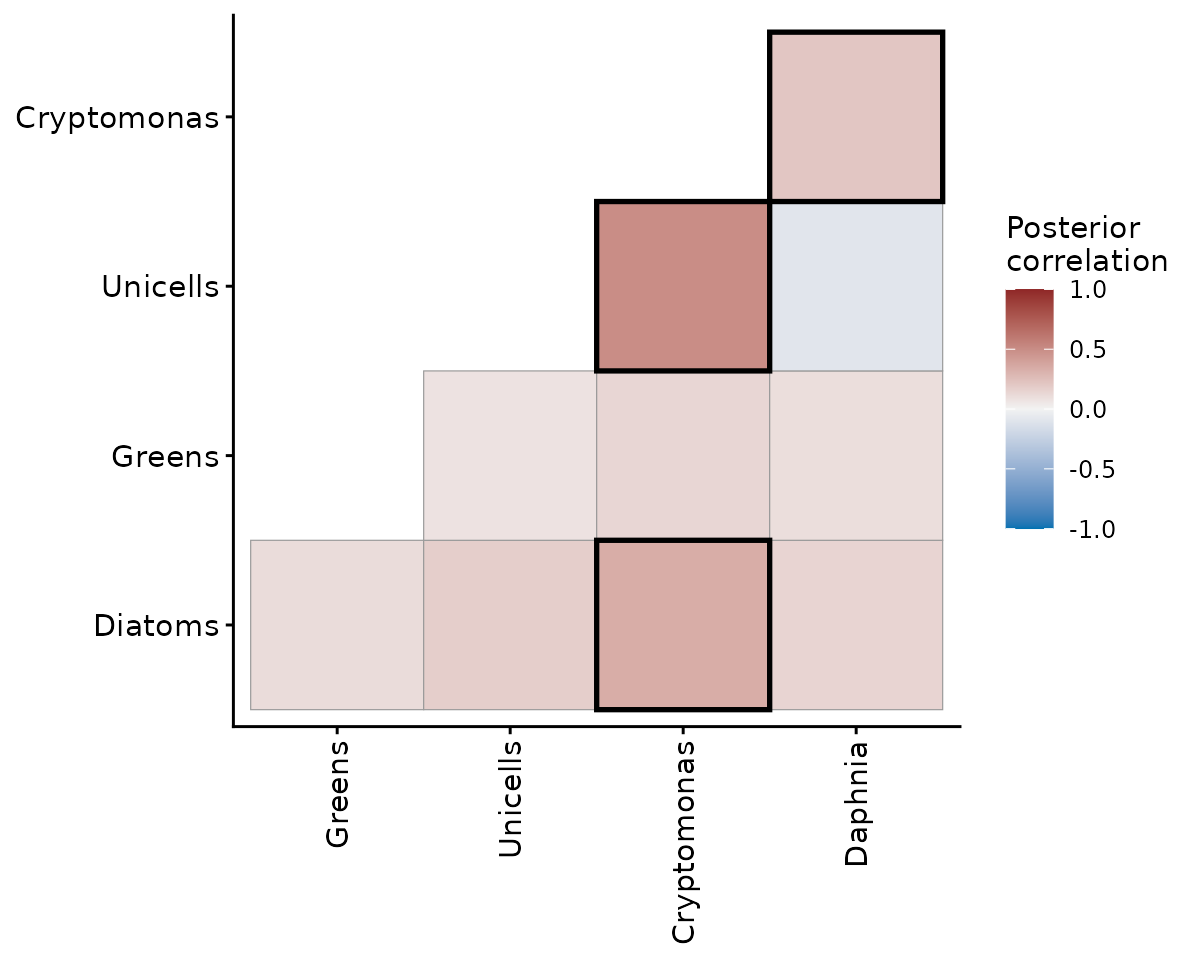 Cryptomonas
Unicells
Greens
Diatoms
Greens
Unicells
Cryptomonas
Daphnia
Posterior
correlation
1.0
0.5
0.0
-0.5
-1.0